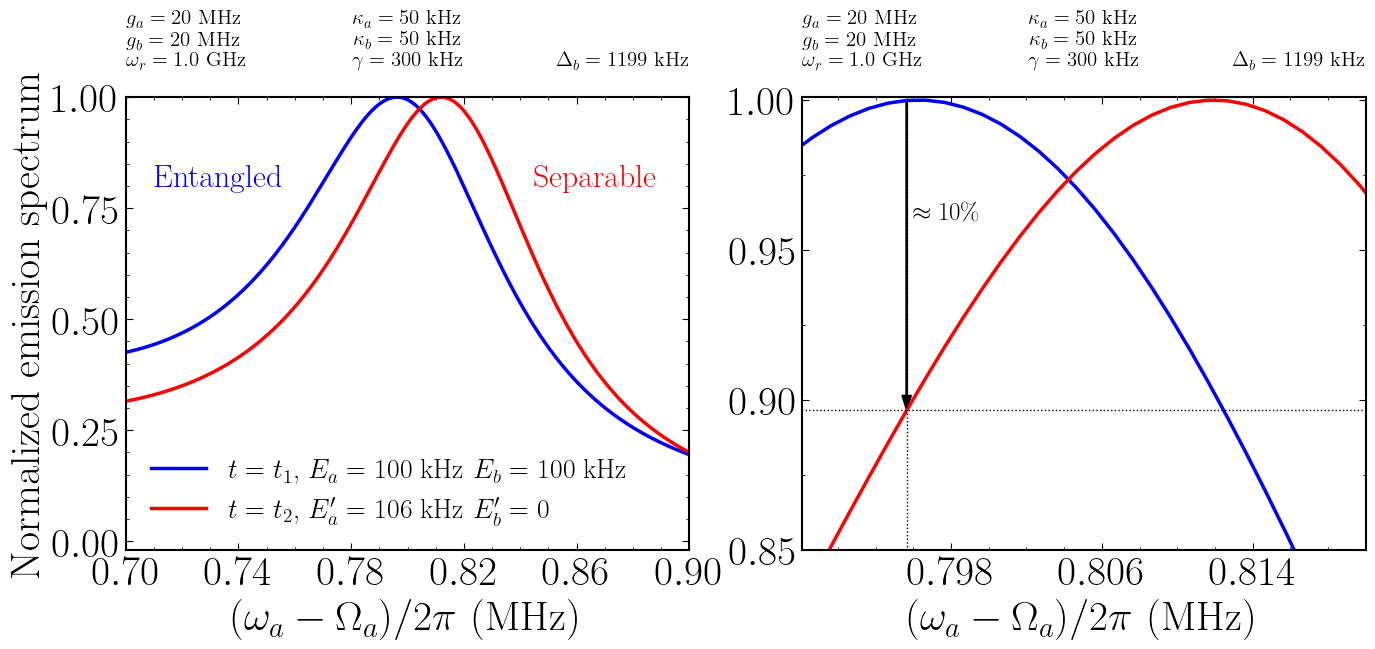 g_a = 20 MHz κ_a = 50 kHz
g_b = 20 MHz κ_b = 50 kHz
ω_r = 1.0 GHz γ = 300 kHz Δ_b = 1199 kHz
Normalized emission spectrum
1.00
0.75
0.50
0.25
0.00
Entangled
Separable
t = t_1, E_a = 100 kHz E_b = 100 kHz
t = t_2, E′_a = 106 kHz E′_b = 0
0.70 0.74 0.78 0.82 0.86 0.90
(ω_a − Ω_a)/2π (MHz)
g_a = 20 MHz κ_a = 50 kHz
g_b = 20 MHz κ_b = 50 kHz
ω_r = 1.0 GHz γ = 300 kHz Δ_b = 1199 kHz
1.00
0.95
0.90
0.85
≈ 10%
0.798 0.806 0.814
(ω_a − Ω_a)/2π (MHz)